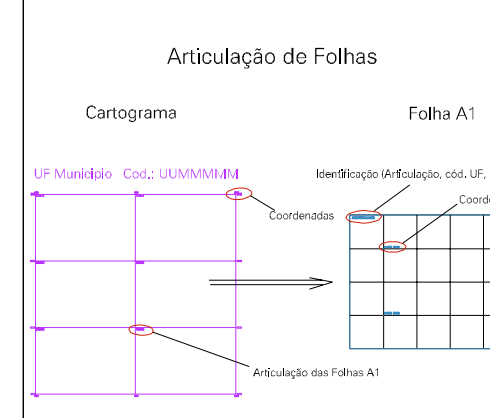 Articulação de Folhas
Cartograma
Folha A1
UF Municipio Cod.: UUMMMMM
Identificação (Articulação, cód. UF,
Coordenadas
Articulação das Folhas A1